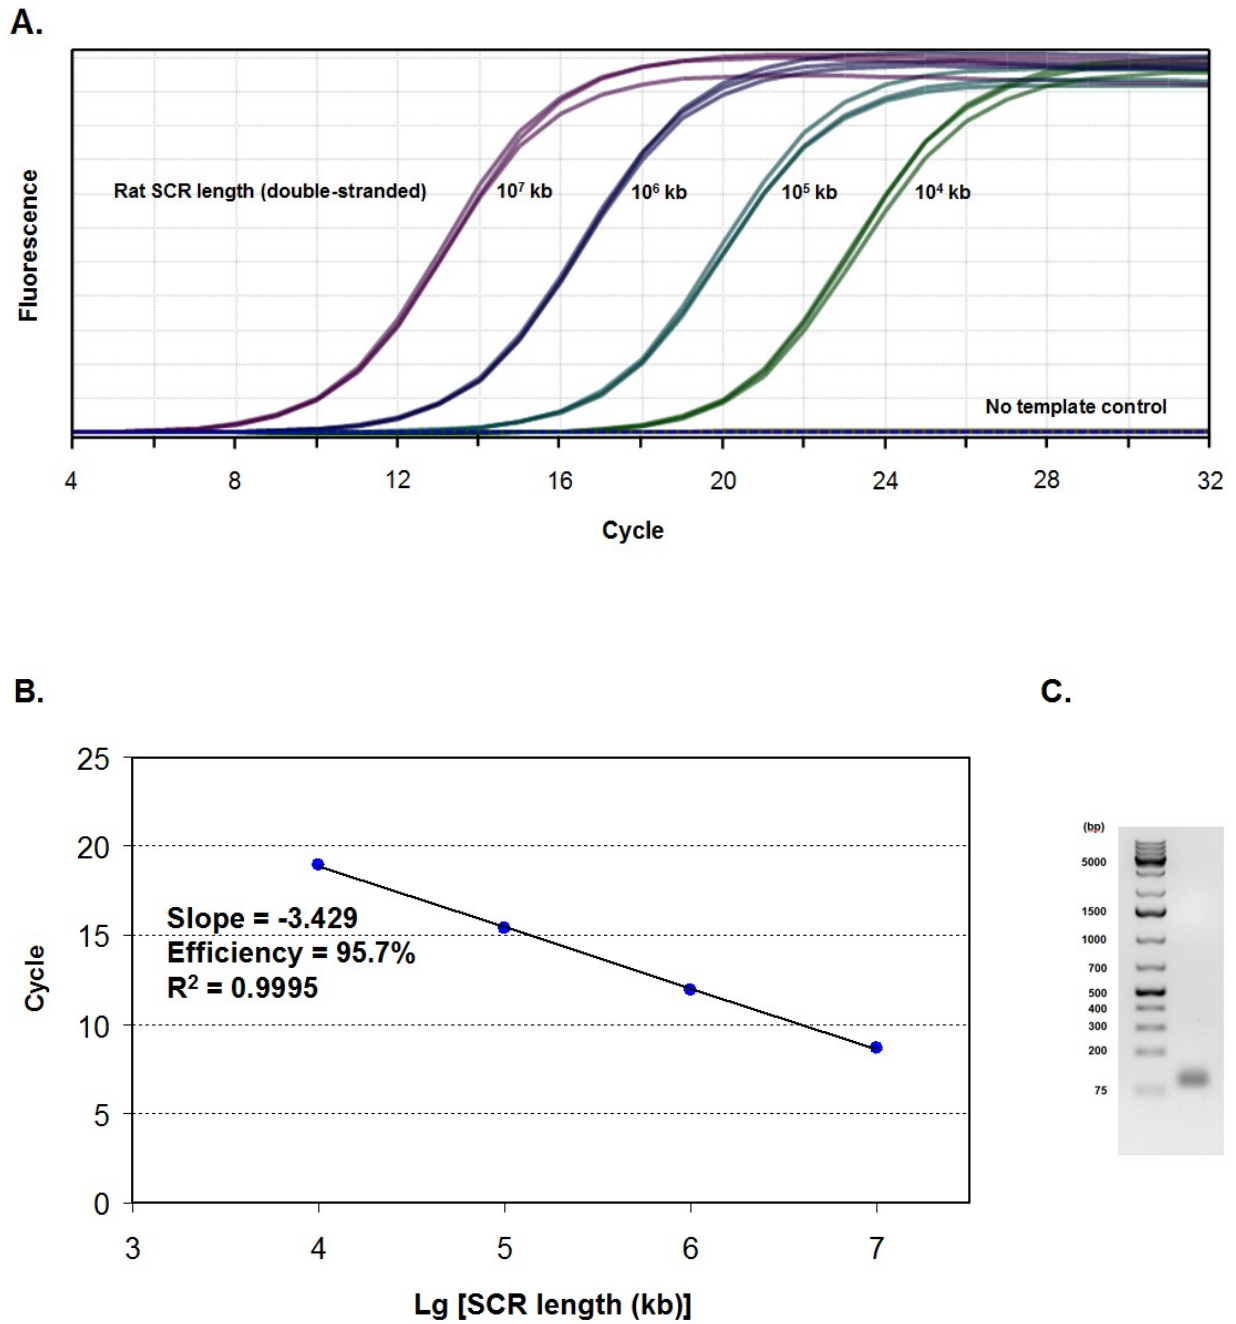 A.
Fluorescence
Rat SCR length (double-stranded) 10⁷ kb 10⁶ kb 10⁵ kb 10⁴ kb
No template control
4 8 12 16 20 24 28 32
Cycle
B.
Cycle
25
20
15
10
5
0
Slope = -3.429
Efficiency = 95.7%
R² = 0.9995
3 4 5 6 7
Lg [SCR length (kb)]
C.
(bp)
5000
1500
1000
700
500
400
300
200
75